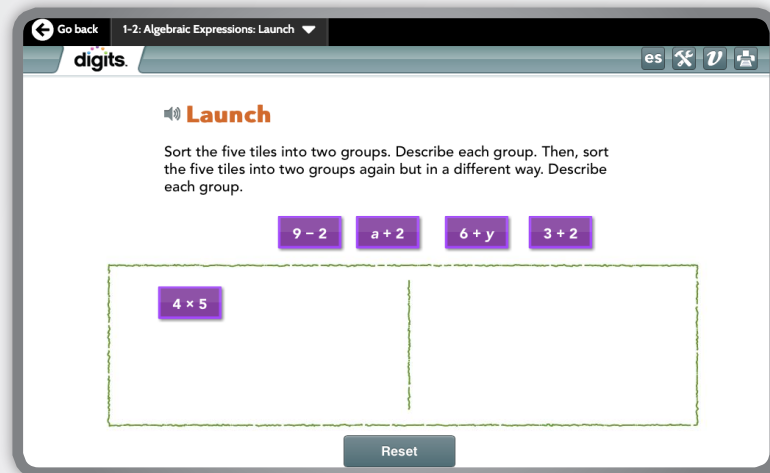 Go back 1-2: Algebraic Expressions: Launch
digits.
es
Launch
Sort the five tiles into two groups. Describe each group. Then, sort
the five tiles into two groups again but in a different way. Describe
each group.
9 − 2 a + 2 6 + y 3 + 2
4 × 5
Reset